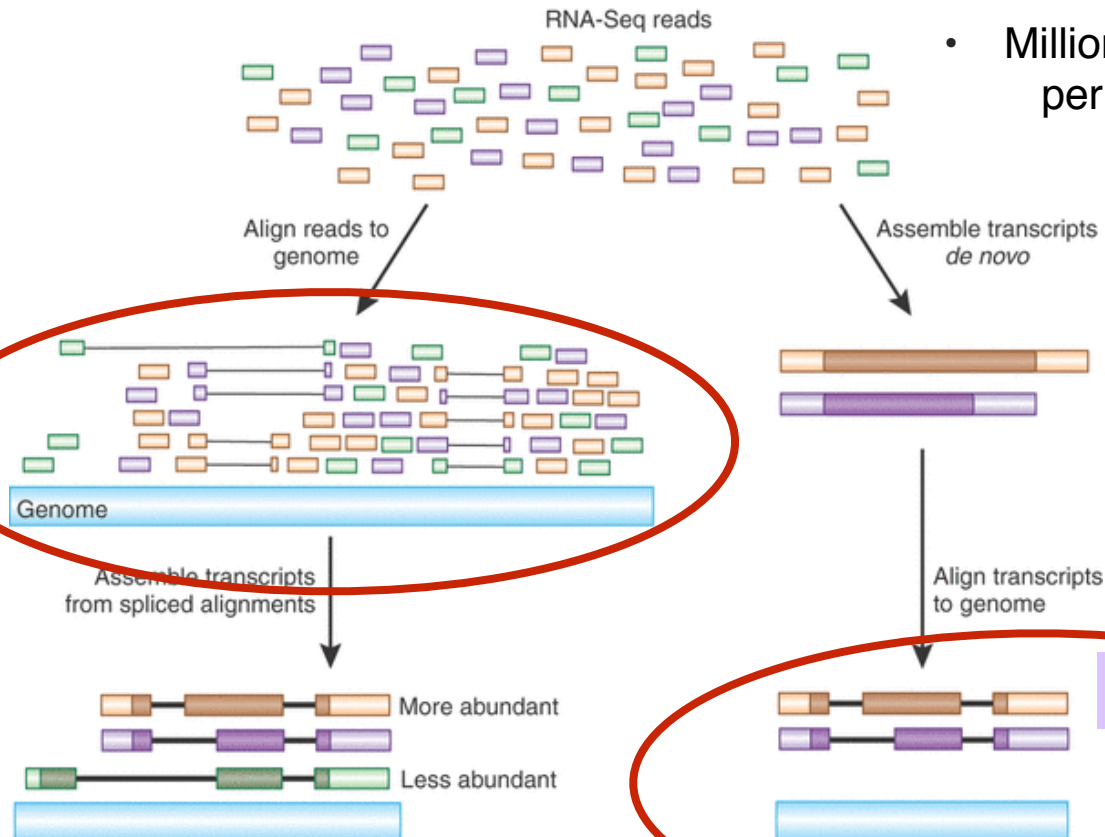 RNA-Seq reads
• Million
per
Align reads to
genome
Assemble transcripts
de novo
Genome
Assemble transcripts
from spliced alignments
Align transcripts
to genome
More abundant
Less abundant